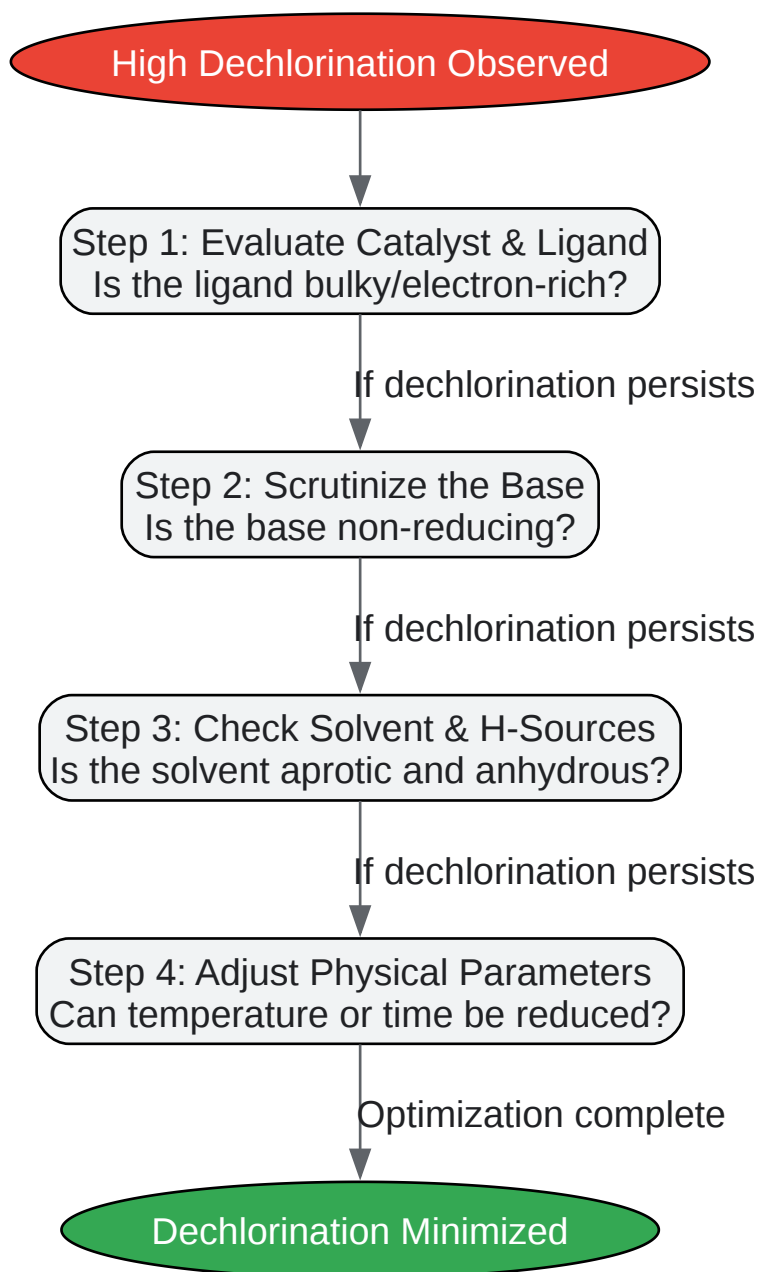 High Dechlorination Observed
Step 1: Evaluate Catalyst & Ligand
Is the ligand bulky/electron-rich?
If dechlorination persists
Step 2: Scrutinize the Base
Is the base non-reducing?
If dechlorination persists
Step 3: Check Solvent & H-Sources
Is the solvent aprotic and anhydrous?
If dechlorination persists
Step 4: Adjust Physical Parameters
Can temperature or time be reduced?
Optimization complete
Dechlorination Minimized